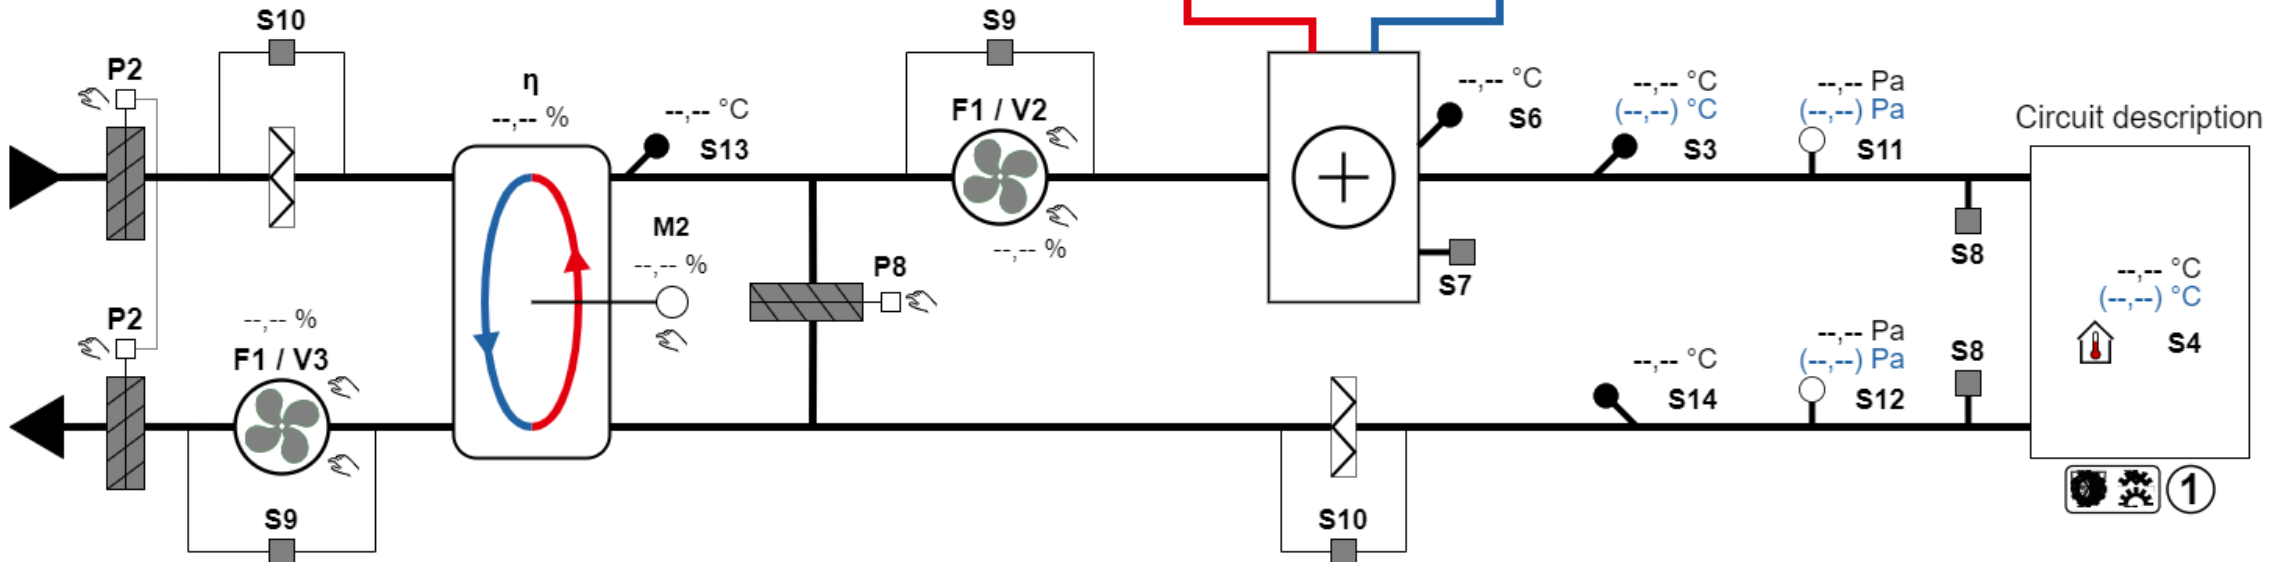 S10
S9
P2
η
--,-- %
--,-- °C
S13
F1 / V2
--,-- %
--,-- °C
S6
--,-- °C
(--,--) °C
S3
--,-- Pa
(--,--) Pa
S11
Circuit description
M2
--,-- %
P8
S7
S8
--,-- °C
(--,--) °C
S4
P2
--,-- %
F1 / V3
--,-- °C
S14
--,-- Pa
(--,--) Pa
S12
S8
S9
S10
1